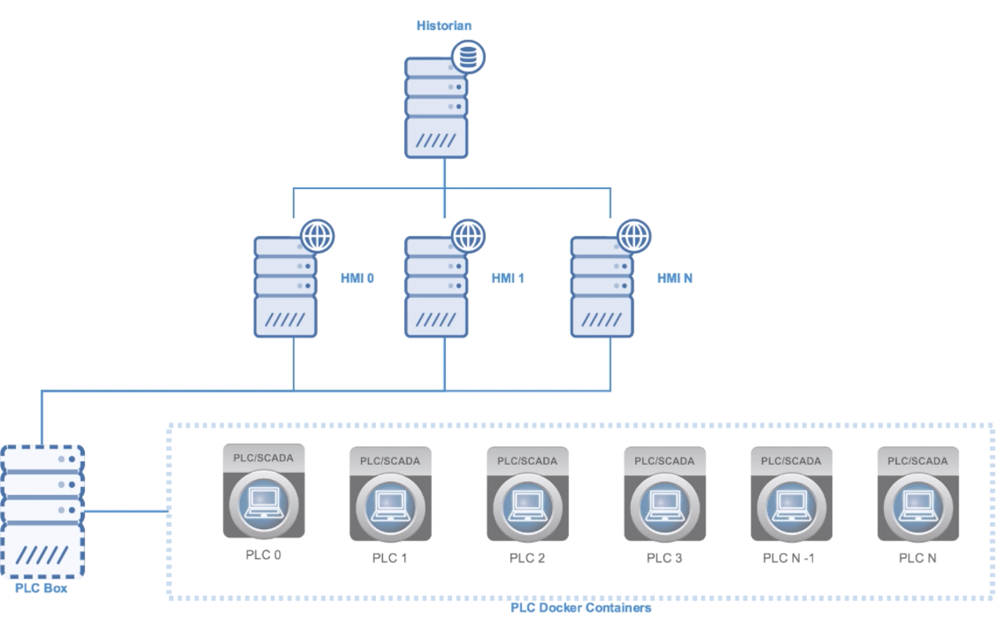 Historian
HMI 0
HMI 1
HMI N
PLC/SCADA
PLC/SCADA
PLC/SCADA
PLC/SCADA
PLC/SCADA
PLC/SCADA
PLC 0
PLC 1
PLC 2
PLC 3
PLC N -1
PLC N
PLC Box
PLC Docker Containers